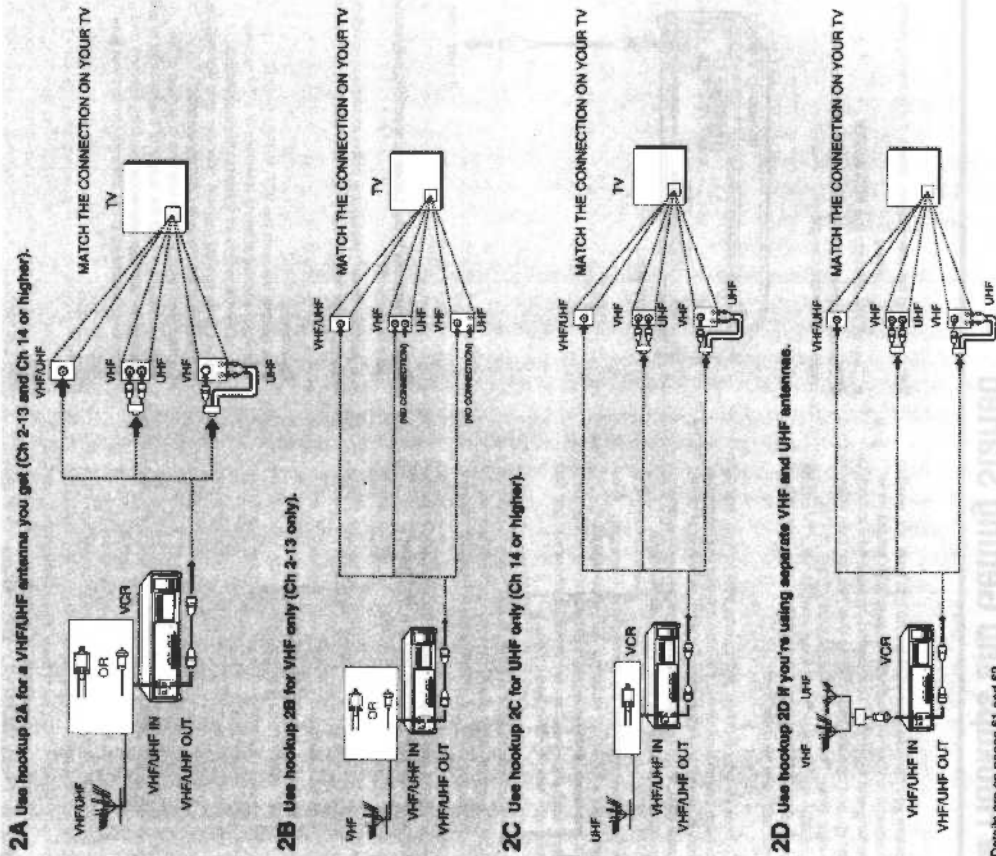 2A Use hookup 2A for a VHF/UHF antenna you get (Ch 2-13 and Ch 14 or higher).
MATCH THE CONNECTION ON YOUR TV
VHF/UHF
OR
VCR
VHF/UHF IN
VHF/UHF OUT
VHF/UHF
VHF
UHF
VHF
UHF
TV
2B Use hookup 2B for VHF only (Ch 2-13 only).
MATCH THE CONNECTION ON YOUR TV
VHF
OR
VHF/UHF IN
VHF/UHF OUT
VHF/UHF
VHF
UHF
(NO CONNECTION)
VHF
UHF
(NO CONNECTION)
TV
2C Use hookup 2C for UHF only (Ch 14 or higher).
MATCH THE CONNECTION ON YOUR TV
UHF
VCR
VHF/UHF IN
VHF/UHF OUT
VHF/UHF
VHF
UHF
VHF
UHF
TV
2D Use hookup 2D if you're using separate VHF and UHF antennas.
MATCH THE CONNECTION ON YOUR TV
VHF
UHF
VCR
VHF/UHF IN
VHF/UHF OUT
VHF/UHF
VHF
UHF
VHF
UHF
TV